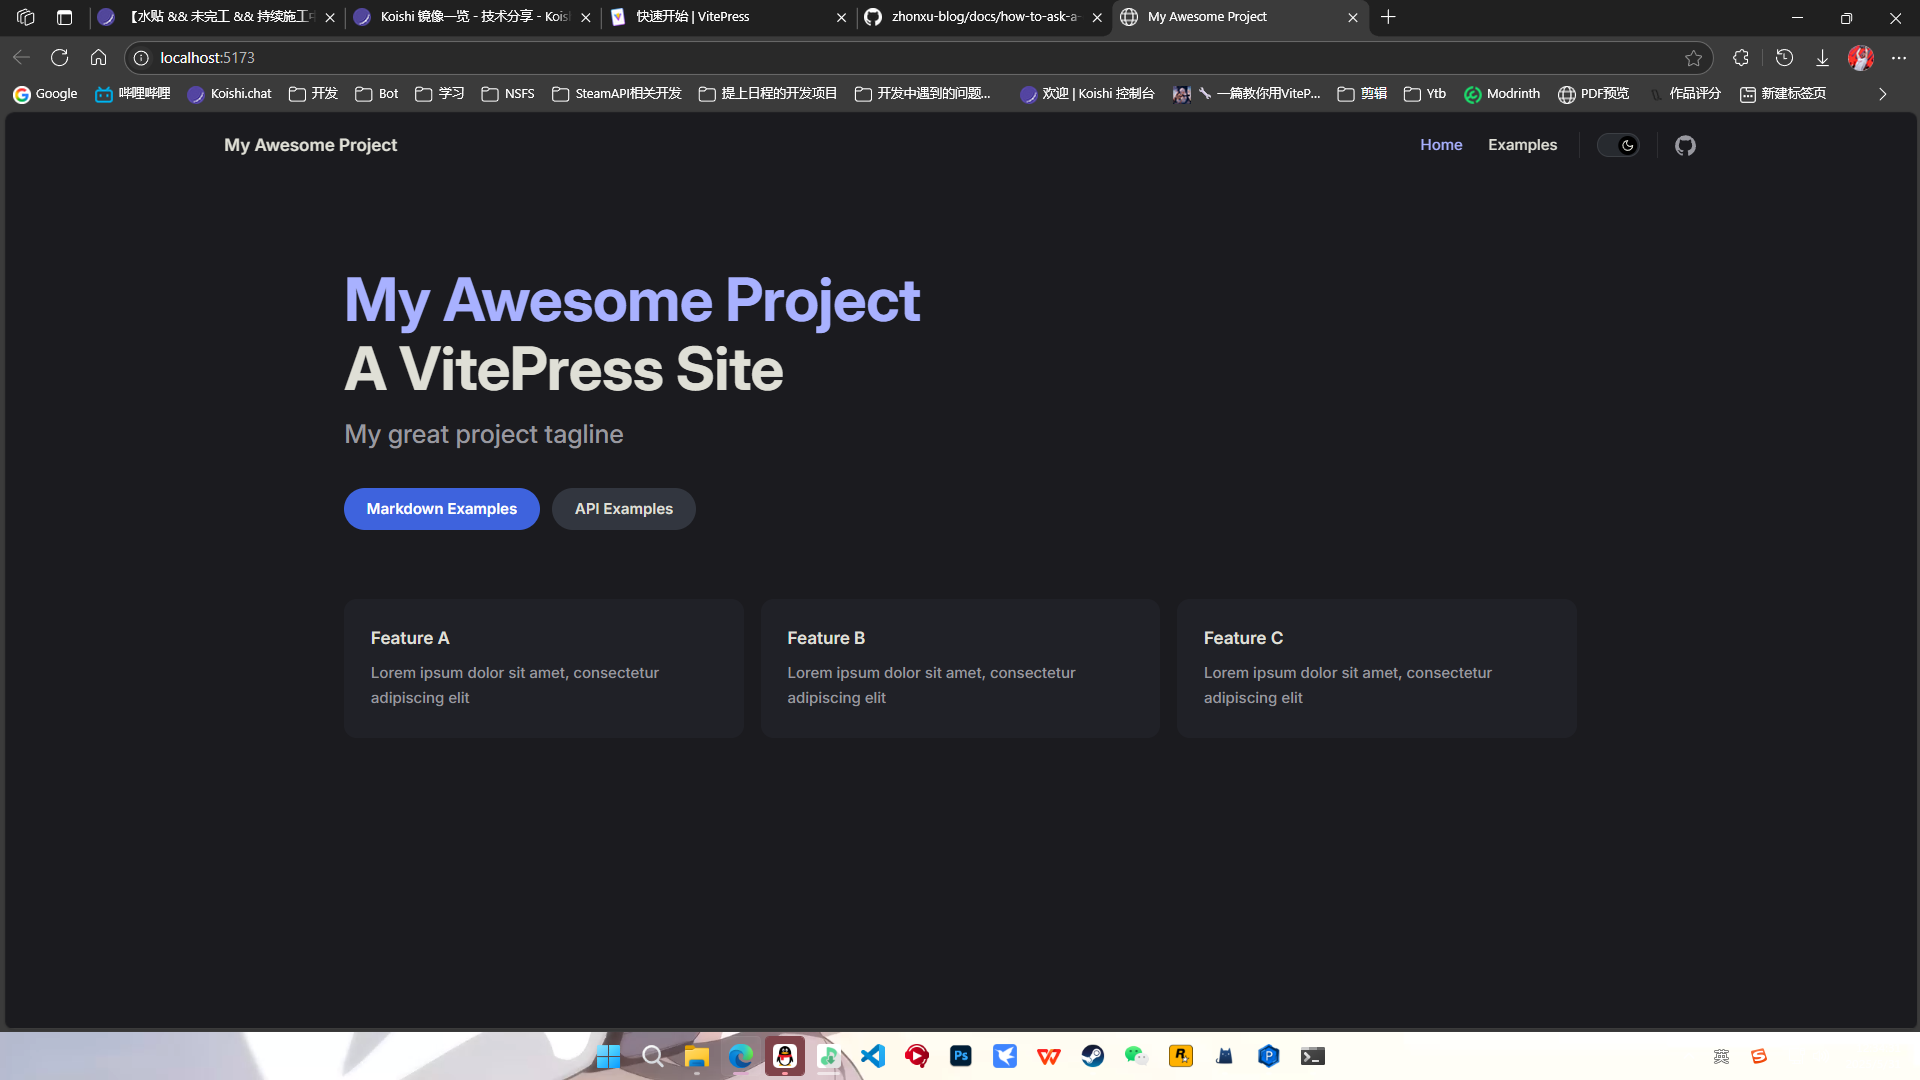 【水贴 && 未完工 && 持续施工中
Koishi 镜像一览 - 技术分享 - Koish
快速开始 | VitePress
zhonxu-blog/docs/how-to-ask-a-
My Awesome Project
localhost:5173
Google
哔哩哔哩
Koishi.chat
开发
Bot
学习
NSFS
SteamAPI相关开发
提上日程的开发项目
开发中遇到的问题...
欢迎 | Koishi 控制台
一篇教你用ViteP...
剪辑
Ytb
Modrinth
PDF预览
作品评分
新建标签页
My Awesome Project
Home
Examples
My Awesome Project
A VitePress Site
My great project tagline
Markdown Examples
API Examples
Feature A
Lorem ipsum dolor sit amet, consectetur
adipiscing elit
Feature B
Lorem ipsum dolor sit amet, consectetur
adipiscing elit
Feature C
Lorem ipsum dolor sit amet, consectetur
adipiscing elit
Ps
英